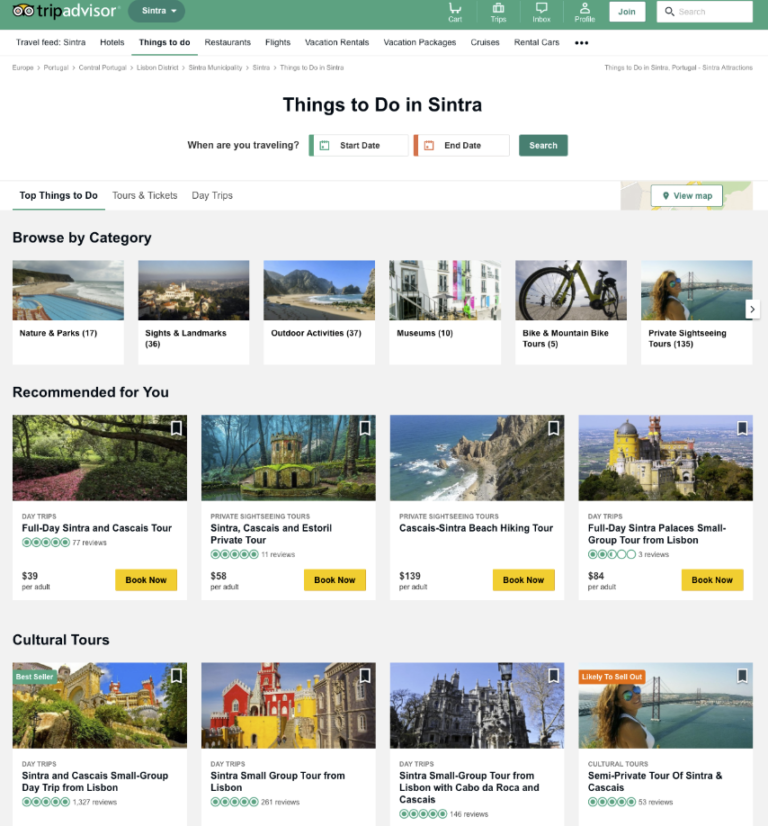 tripadvisor
Sintra
Cart
Trips
Inbox
Profile
Join
Search
Travel feed: Sintra
Hotels
Things to do
Restaurants
Flights
Vacation Rentals
Vacation Packages
Cruises
Rental Cars
Europe > Portugal > Central Portugal > Lisbon District > Sintra Municipality > Sintra > Things to Do in Sintra
Things to Do in Sintra, Portugal - Sintra Attractions
Things to Do in Sintra
When are you traveling?
Start Date
End Date
Search
Top Things to Do
Tours & Tickets
Day Trips
View map
Browse by Category
Nature & Parks (17)
Sights & Landmarks
(36)
Outdoor Activities (37)
Museums (10)
Bike & Mountain Bike
Tours (5)
Private Sightseeing
Tours (135)
Recommended for You
DAY TRIPS
Full-Day Sintra and Cascais Tour
77 reviews
$39
per adult
Book Now
PRIVATE SIGHTSEEING TOURS
Sintra, Cascais and Estoril
Private Tour
11 reviews
$58
per adult
Book Now
PRIVATE SIGHTSEEING TOURS
Cascais-Sintra Beach Hiking Tour
$139
per adult
Book Now
DAY TRIPS
Full-Day Sintra Palaces Small-
Group Tour from Lisbon
3 reviews
$84
per adult
Book Now
Cultural Tours
Best Seller
DAY TRIPS
Sintra and Cascais Small-Group
Day Trip from Lisbon
1,327 reviews
DAY TRIPS
Sintra Small Group Tour from
Lisbon
261 reviews
DAY TRIPS
Sintra Small-Group Tour from
Lisbon with Cabo da Roca and
Cascais
146 reviews
Likely To Sell Out
CULTURAL TOURS
Semi-Private Tour Of Sintra &
Cascais
53 reviews